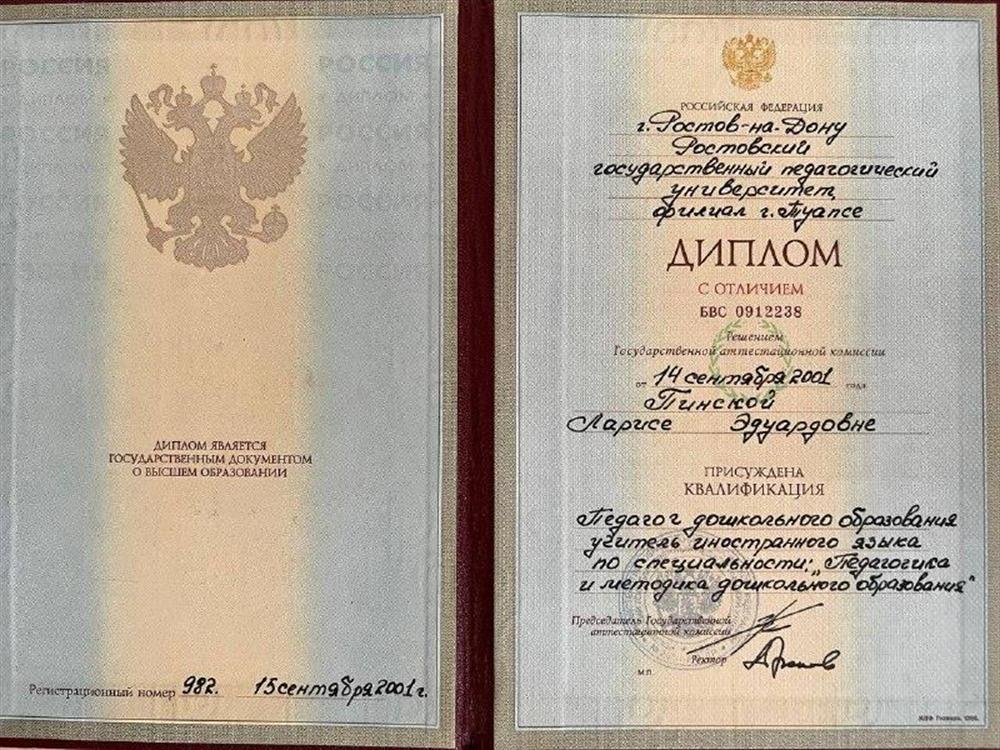 ДИПЛОМ ЯВЛЯЕТСЯ
ГОСУДАРСТВЕННЫМ ДОКУМЕНТОМ
О ВЫСШЕМ ОБРАЗОВАНИИ
Регистрационный номер 982. 15 сентября 2001 г.
РОССИЙСКАЯ ФЕДЕРАЦИЯ
г. Ростов-на-Дону
Ростовский
государственный педагогический
университет,
филиал г. Туапсе
ДИПЛОМ
С ОТЛИЧИЕМ
БВС 0912238
Решением
Государственной аттестационной комиссии
от 14 сентября 2001 года
Пинской
Ларисе Эдуардовне
ПРИСУЖДЕНА
КВАЛИФИКАЦИЯ
Педагог дошкольного образования
учитель иностранного языка
по специальности: „Педагогика
и методика дошкольного образования"
Председатель Государственной
аттестационной комиссии
Ректор
М.П.